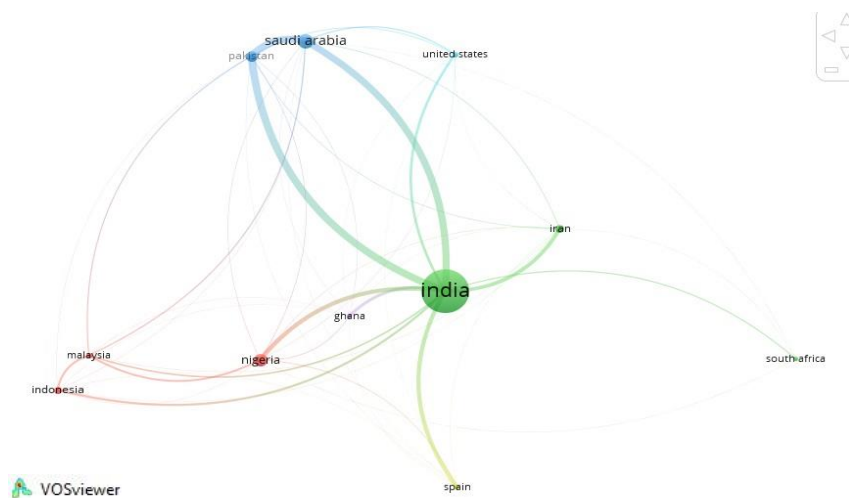 saudi arabia
pakistan
united states
iran
india
ghana
malaysia
nigeria
south africa
indonesia
spain
VOSviewer